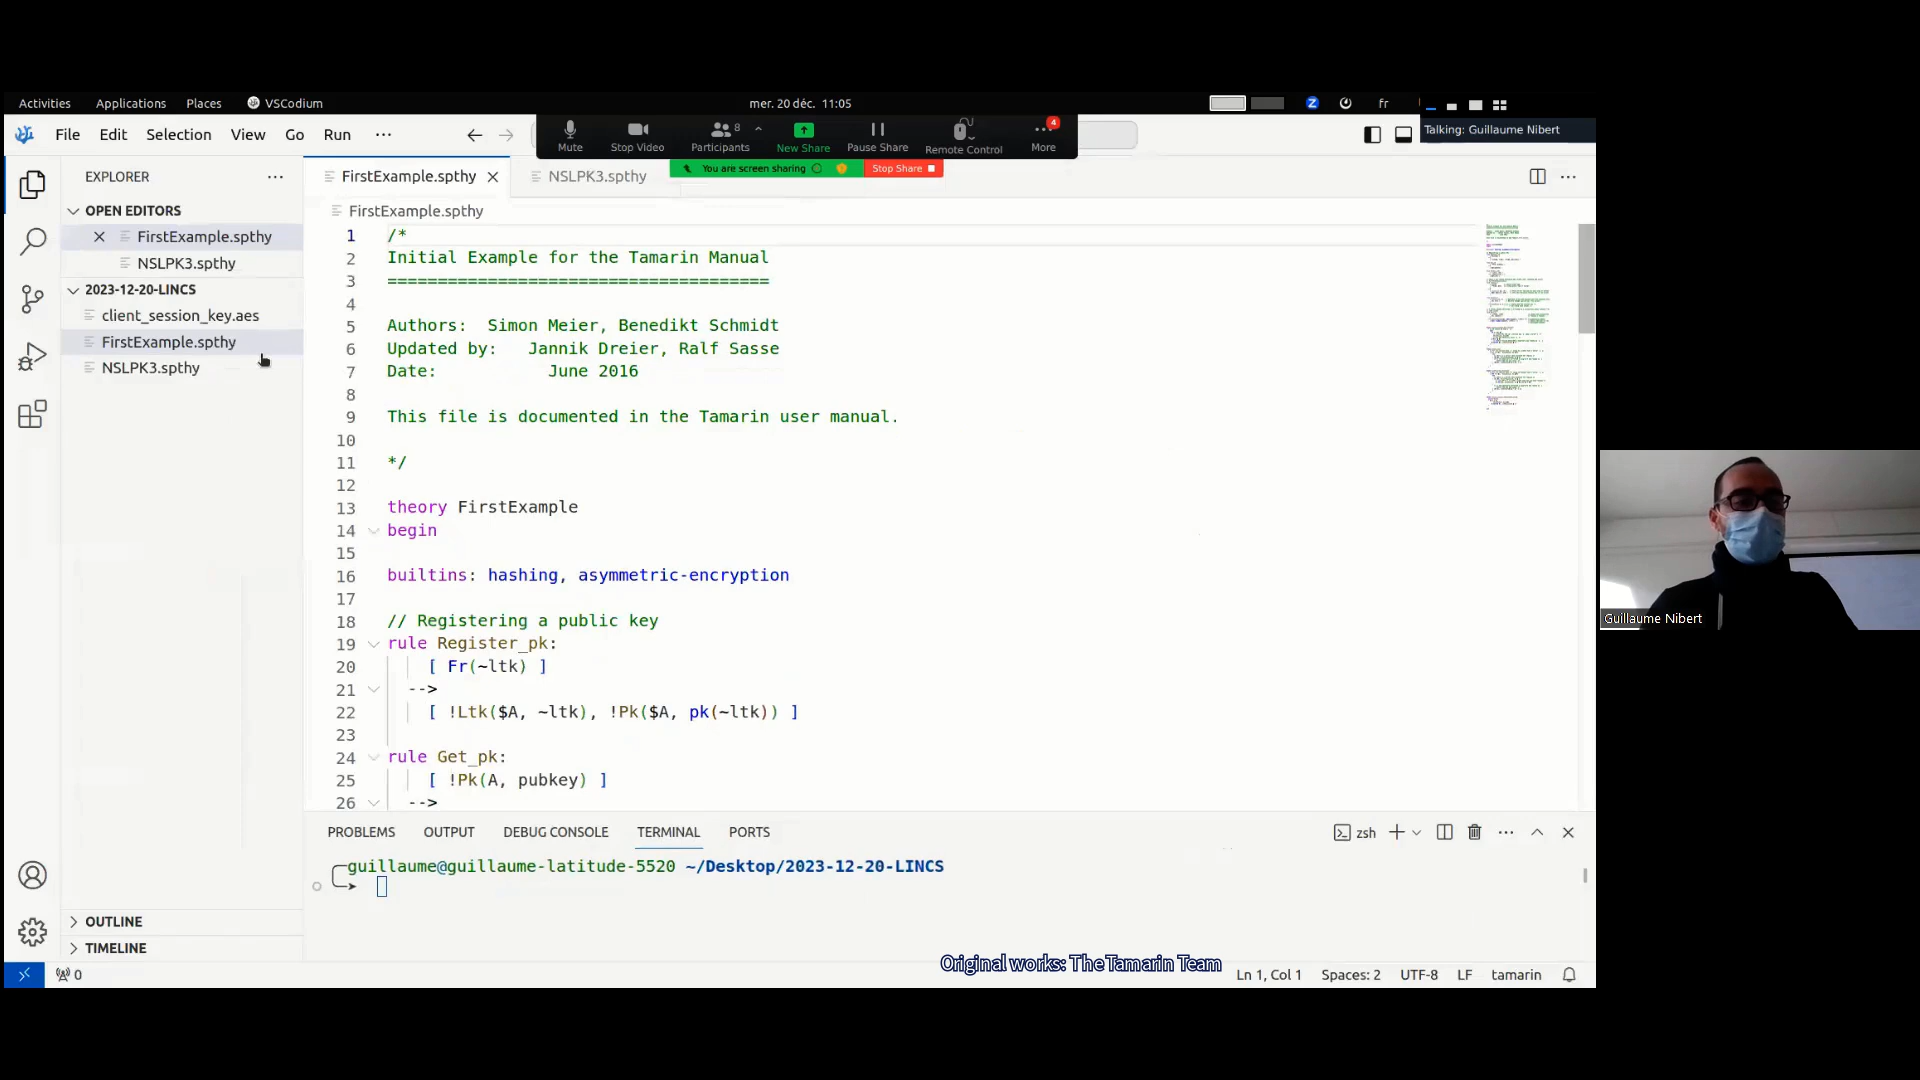 Activities Applications Places VSCodium mer. 20 déc. 11:05 fr
Talking: Guillaume Nibert
File Edit Selection View Go Run ···
Mute Stop Video Participants 8 New Share Pause Share Remote Control More 4
You are screen sharing Stop Share
EXPLORER
FirstExample.spthy NSLPK3.spthy
OPEN EDITORS
FirstExample.spthy
NSLPK3.spthy
2023-12-20-LINCS
client_session_key.aes
FirstExample.spthy
NSLPK3.spthy
OUTLINE
TIMELINE
FirstExample.spthy
1 /*
2 Initial Example for the Tamarin Manual
3 ======================================
4
5 Authors: Simon Meier, Benedikt Schmidt
6 Updated by: Jannik Dreier, Ralf Sasse
7 Date: June 2016
8
9 This file is documented in the Tamarin user manual.
10
11 */
12
13 theory FirstExample
14 begin
15
16 builtins: hashing, asymmetric-encryption
17
18 // Registering a public key
19 rule Register_pk:
20 [ Fr(~ltk) ]
21 -->
22 [ !Ltk($A, ~ltk), !Pk($A, pk(~ltk)) ]
23
24 rule Get_pk:
25 [ !Pk(A, pubkey) ]
26 -->
PROBLEMS OUTPUT DEBUG CONSOLE TERMINAL PORTS zsh
guillaume@guillaume-latitude-5520 ~/Desktop/2023-12-20-LINCS
Original works: The Tamarin Team
0 Ln 1, Col 1 Spaces: 2 UTF-8 LF tamarin
Guillaume Nibert